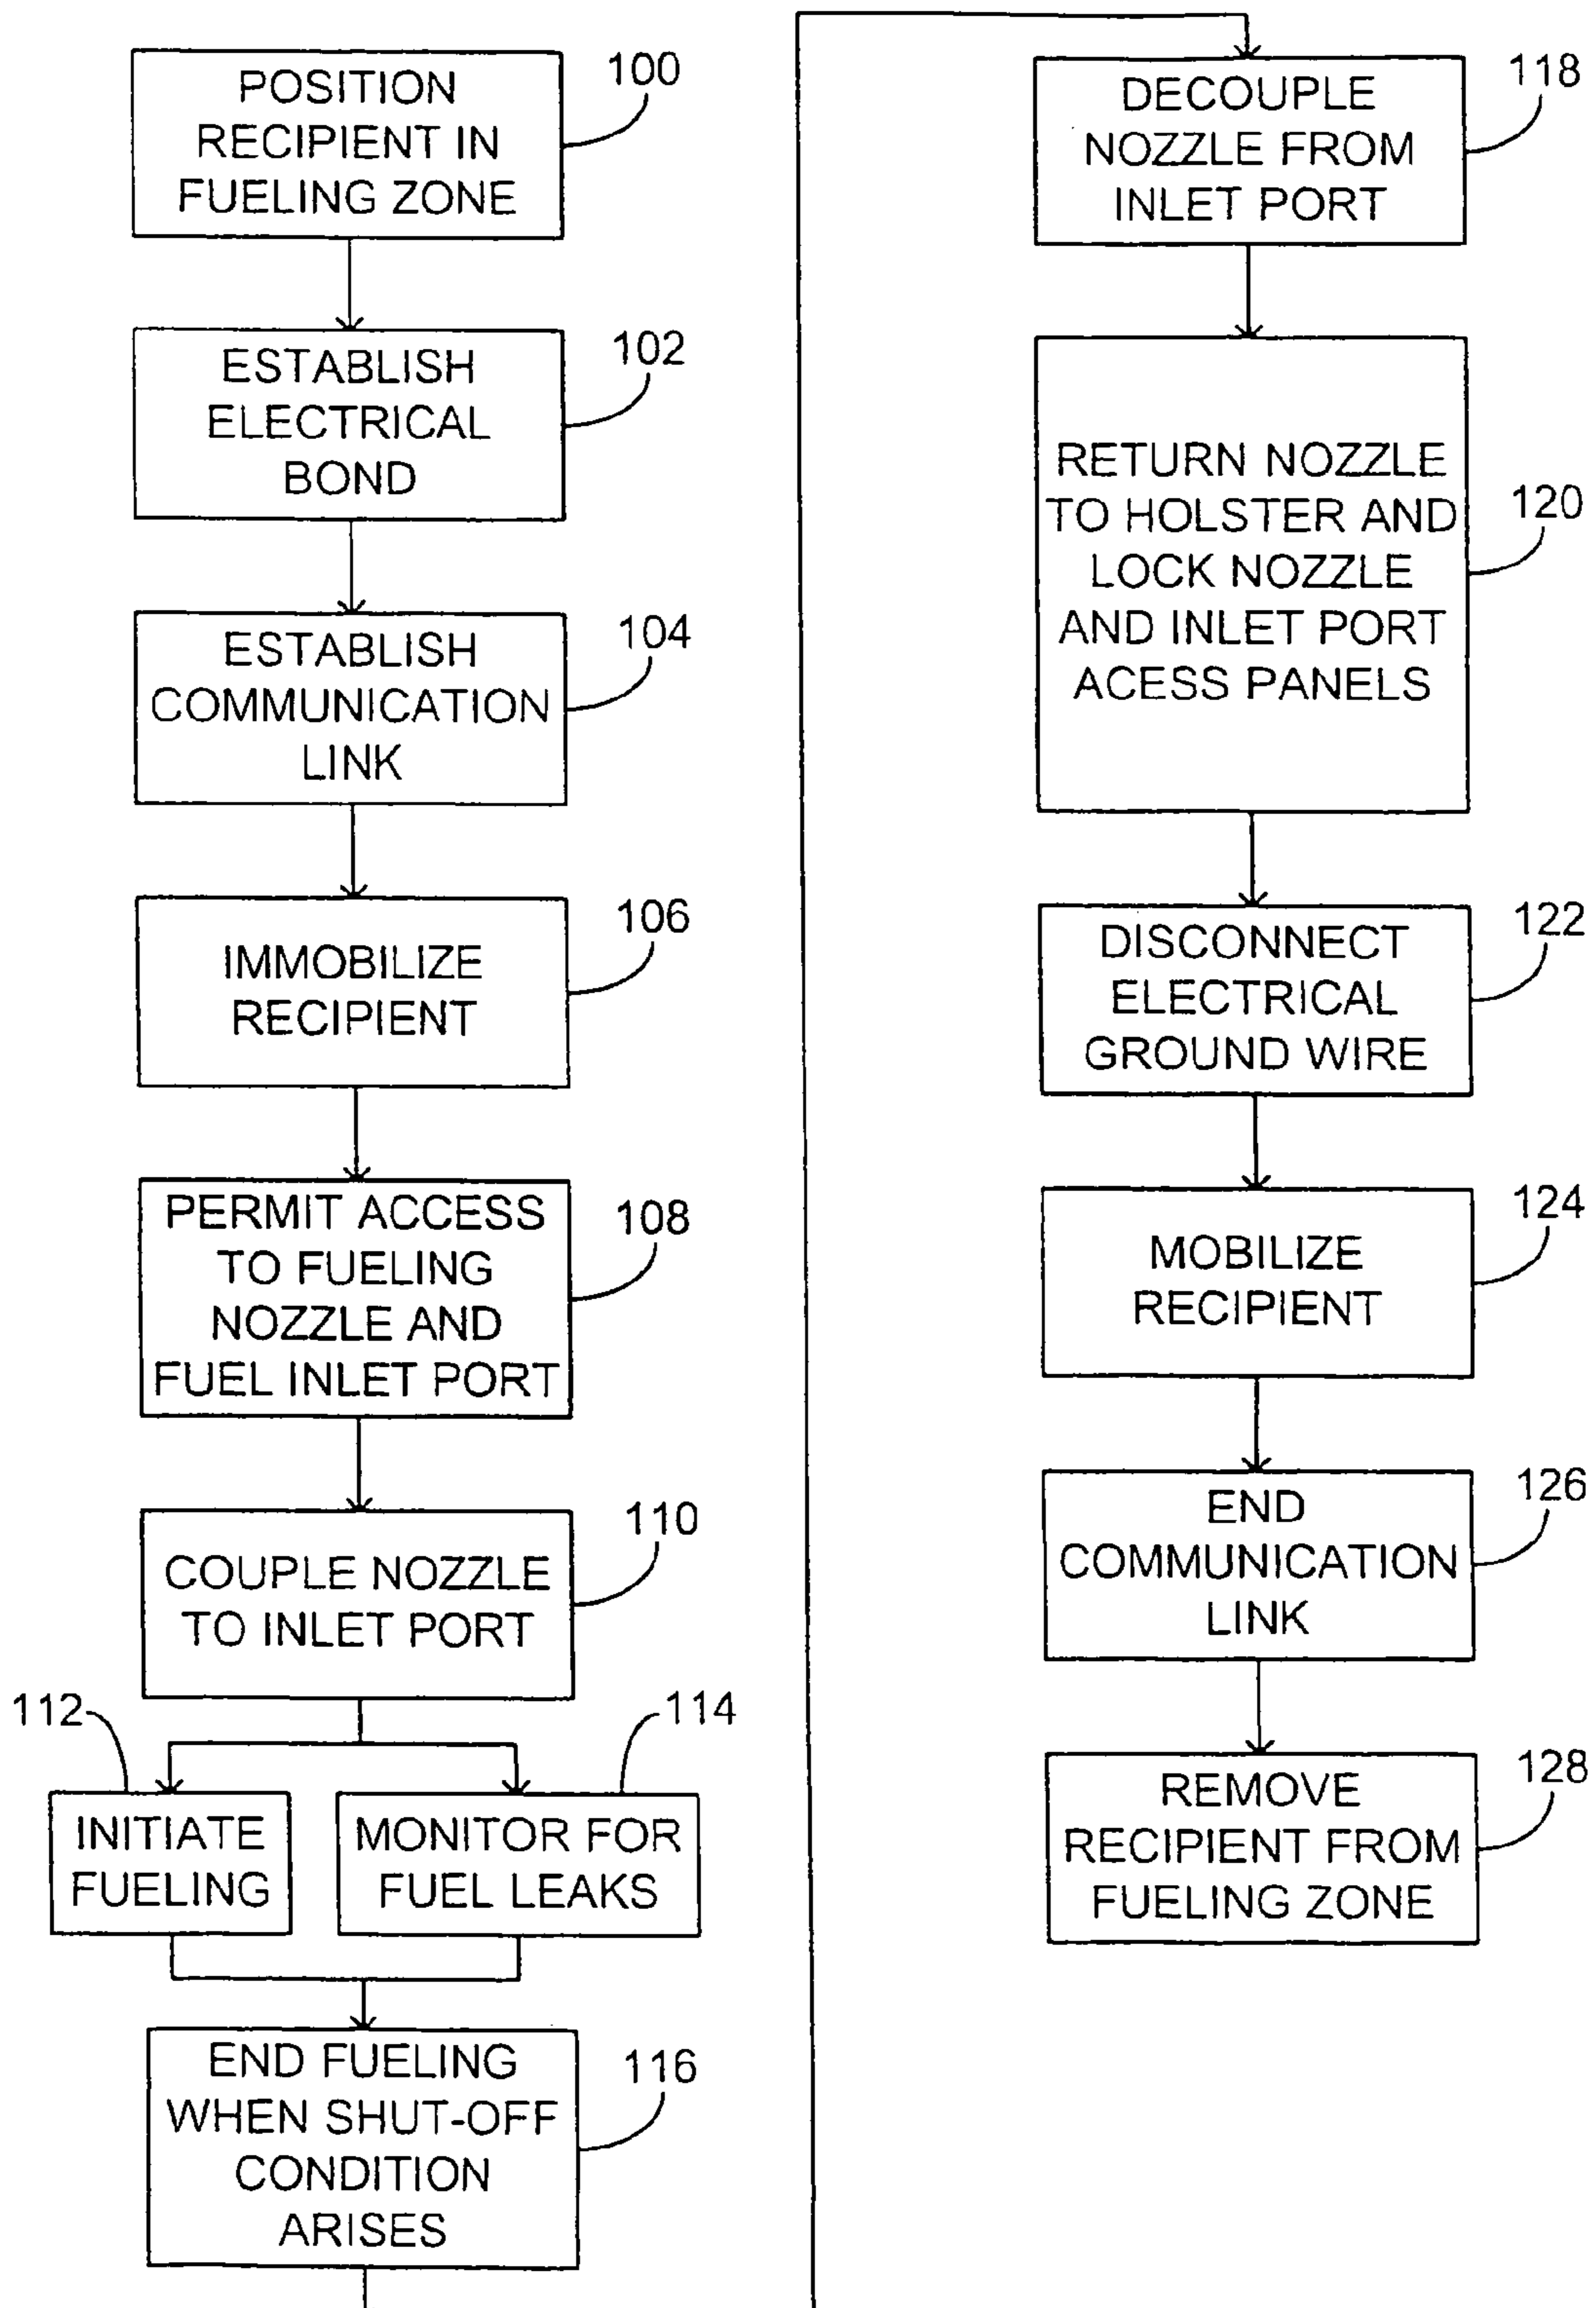 100
POSITION
RECIPIENT IN
FUELING ZONE
102
ESTABLISH
ELECTRICAL
BOND
104
ESTABLISH
COMMUNICATION
LINK
106
IMMOBILIZE
RECIPIENT
108
PERMIT ACCESS
TO FUELING
NOZZLE AND
FUEL INLET PORT
110
COUPLE NOZZLE
TO INLET PORT
112
INITIATE
FUELING
114
MONITOR FOR
FUEL LEAKS
116
END FUELING
WHEN SHUT-OFF
CONDITION
ARISES
118
DECOUPLE
NOZZLE FROM
INLET PORT
120
RETURN NOZZLE
TO HOLSTER AND
LOCK NOZZLE
AND INLET PORT
ACESS PANELS
122
DISCONNECT
ELECTRICAL
GROUND WIRE
124
MOBILIZE
RECIPIENT
126
END
COMMUNICATION
LINK
128
REMOVE
RECIPIENT FROM
FUELING ZONE